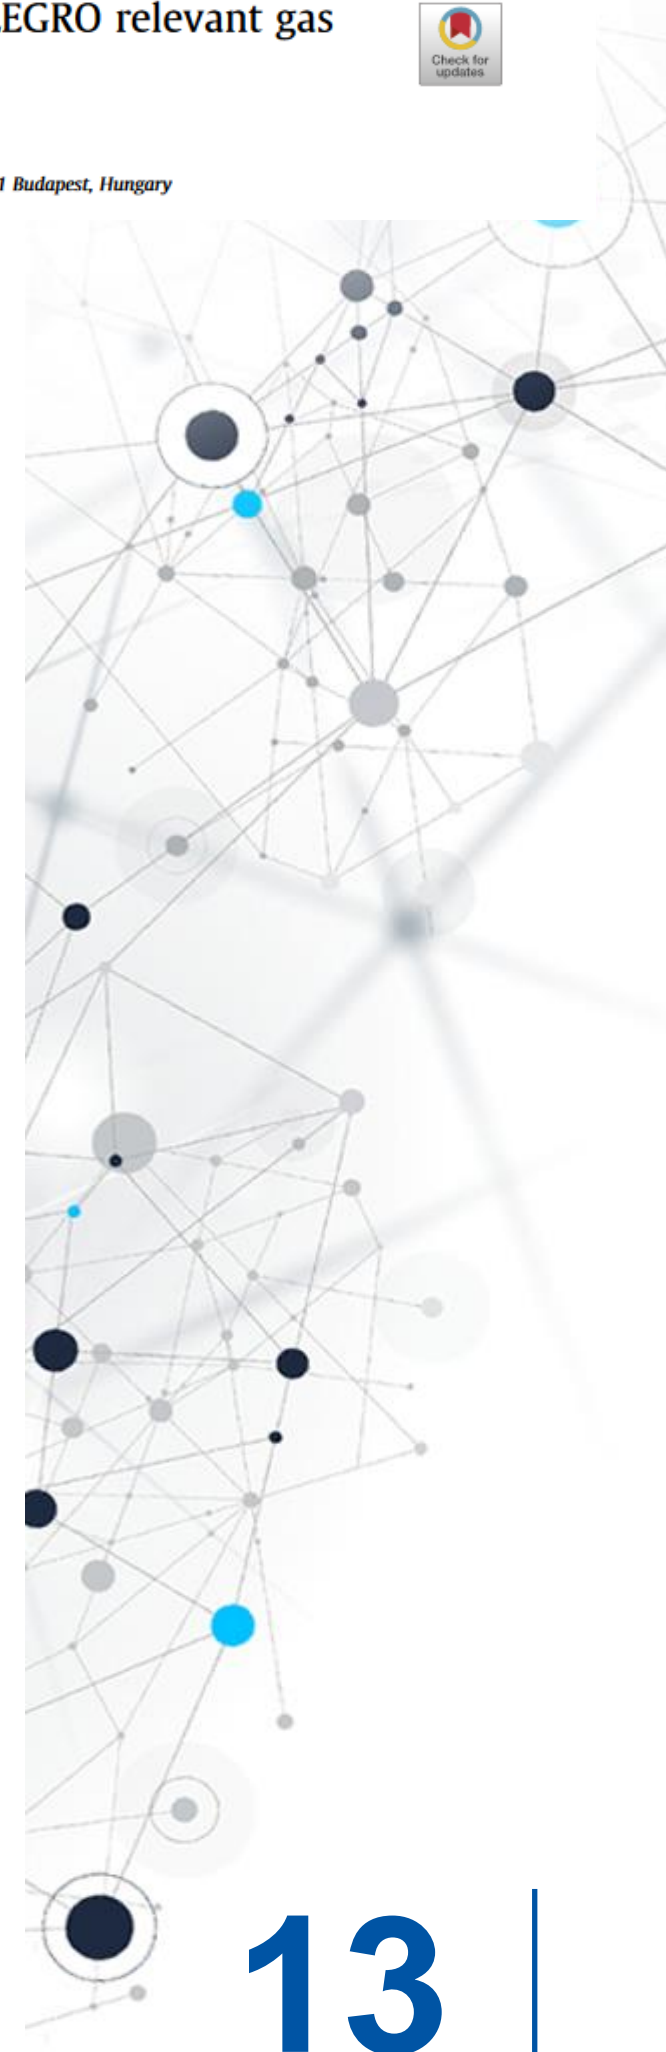 EGRO relevant gas
Check for
updates
1 Budapest, Hungary
13